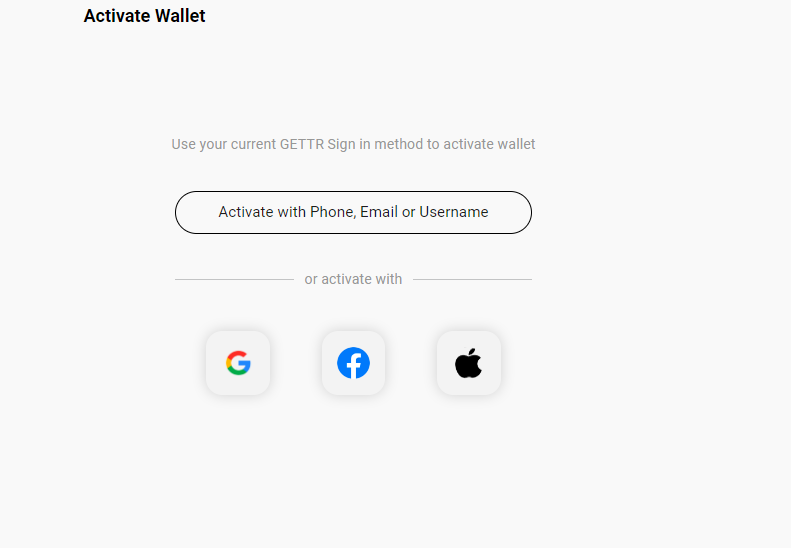 Activate Wallet
Use your current GETTR Sign in method to activate wallet
Activate with Phone, Email or Username
or activate with